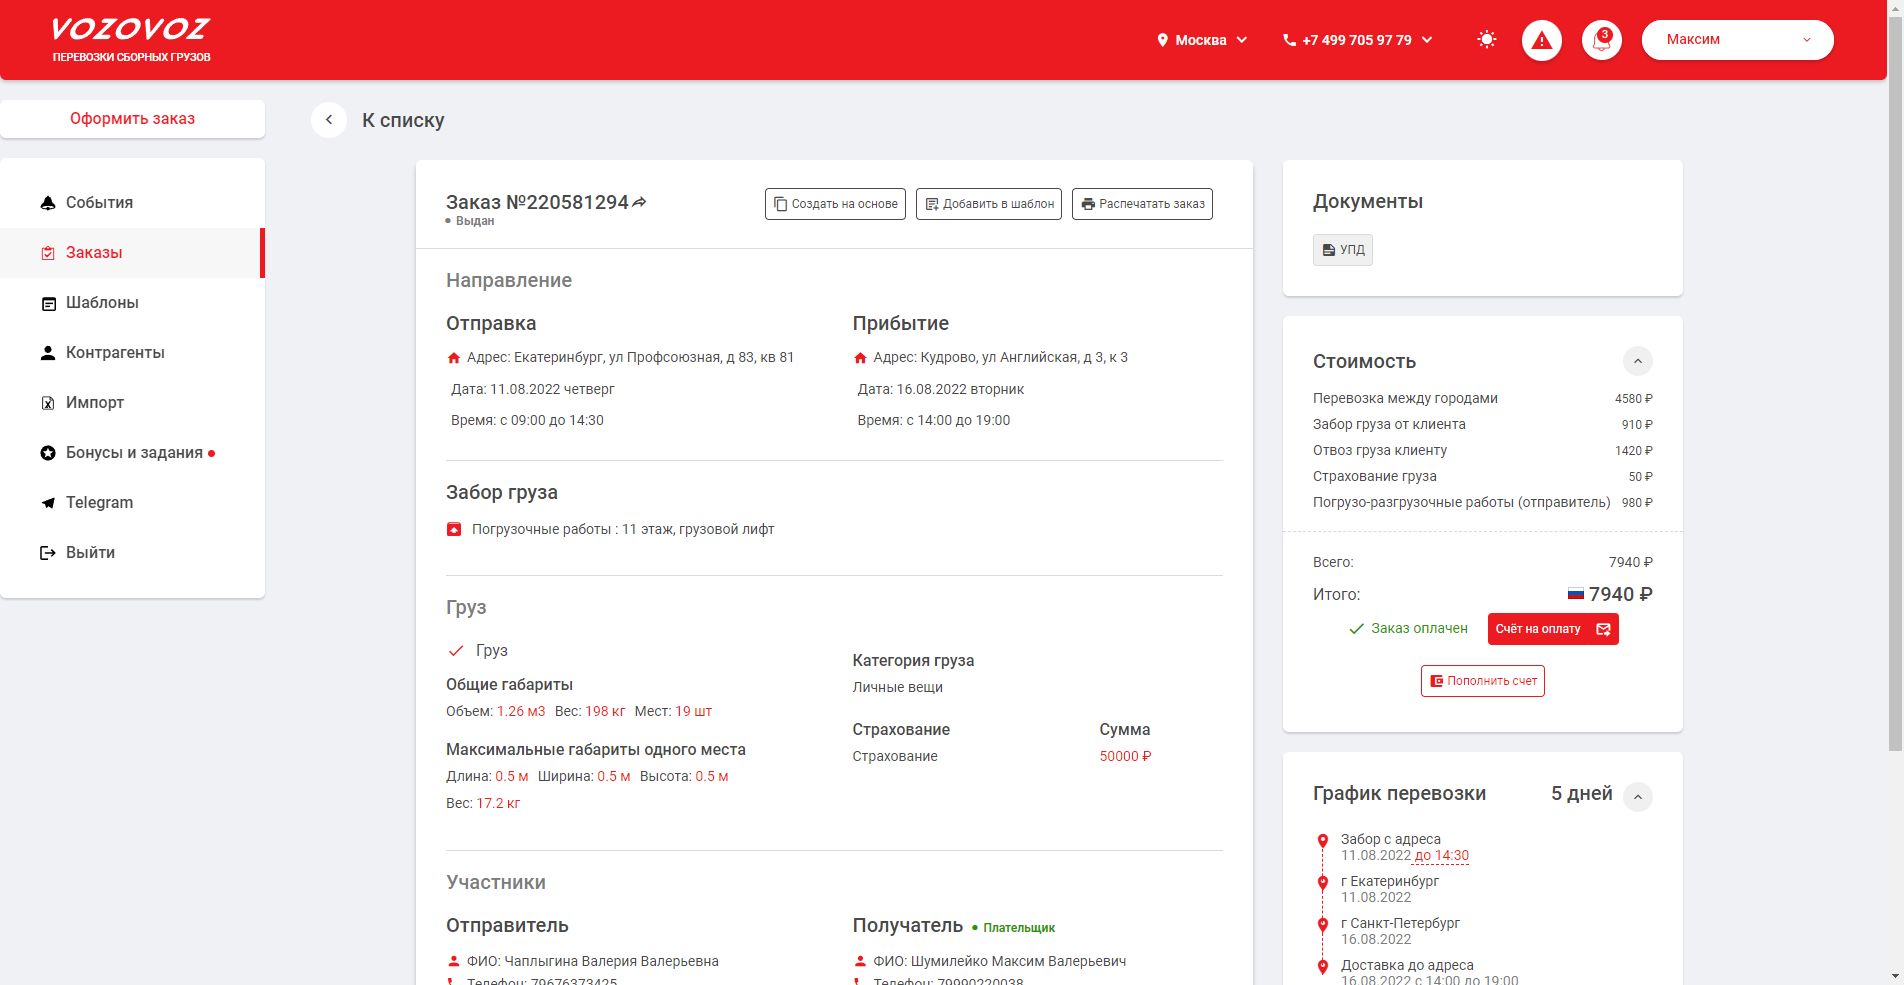 VOZOVOZ
ПЕРЕВОЗКИ СБОРНЫХ ГРУЗОВ
Москва
+7 499 705 97 79
3
Максим
Оформить заказ
События
Заказы
Шаблоны
Контрагенты
Импорт
Бонусы и задания
Telegram
Выйти
К списку
Заказ №220581294
Выдан
Создать на основе
Добавить в шаблон
Распечатать заказ
Направление
Отправка
Адрес: Екатеринбург, ул Профсоюзная, д 83, кв 81
Дата: 11.08.2022 четверг
Время: с 09:00 до 14:30
Прибытие
Адрес: Кудрово, ул Английская, д 3, к 3
Дата: 16.08.2022 вторник
Время: с 14:00 до 19:00
Забор груза
Погрузочные работы : 11 этаж, грузовой лифт
Груз
Груз
Общие габариты
Объем: 1.26 м3 Вес: 198 кг Мест: 19 шт
Максимальные габариты одного места
Длина: 0.5 м Ширина: 0.5 м Высота: 0.5 м
Вес: 17.2 кг
Категория груза
Личные вещи
Страхование Сумма
Страхование 50000 ₽
Участники
Отправитель
ФИО: Чаплыгина Валерия Валерьевна
Телефон: 79676373425
Получатель
Плательщик
ФИО: Шумилейко Максим Валерьевич
Телефон: 79990220038
Документы
УПД
Стоимость
Перевозка между городами 4580 ₽
Забор груза от клиента 910 ₽
Отвоз груза клиенту 1420 ₽
Страхование груза 50 ₽
Погрузо-разгрузочные работы (отправитель) 980 ₽
Всего: 7940 ₽
Итого: 7940 ₽
Заказ оплачен
Счёт на оплату
Пополнить счет
График перевозки 5 дней
Забор с адреса
11.08.2022 до 14:30
г Екатеринбург
11.08.2022
г Санкт-Петербург
16.08.2022
Доставка до адреса
16.08.2022 с 14:00 до 19:00